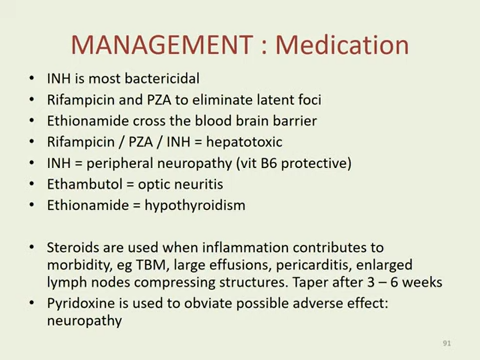 MANAGEMENT : Medication
• INH is most bactericidal
• Rifampicin and PZA to eliminate latent foci
• Ethionamide cross the blood brain barrier
• Rifampicin / PZA / INH = hepatotoxic
• INH = peripheral neuropathy (vit B6 protective)
• Ethambutol = optic neuritis
• Ethionamide = hypothyroidism
• Steroids are used when inflammation contributes to
morbidity, eg TBM, large effusions, pericarditis, enlarged
lymph nodes compressing structures. Taper after 3 – 6 weeks
• Pyridoxine is used to obviate possible adverse effect:
neuropathy
91